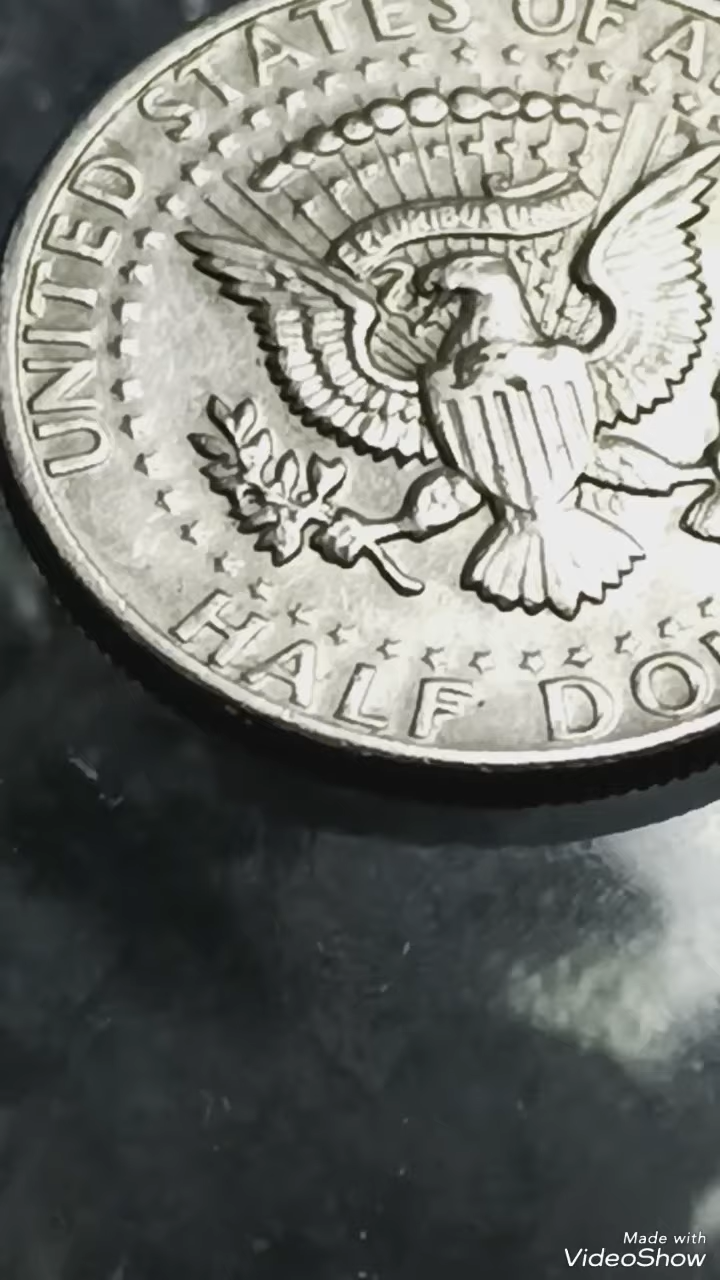 UNITED STATES OF A
E PLURIBUS UNUM
HALF DO
Made with
VideoShow